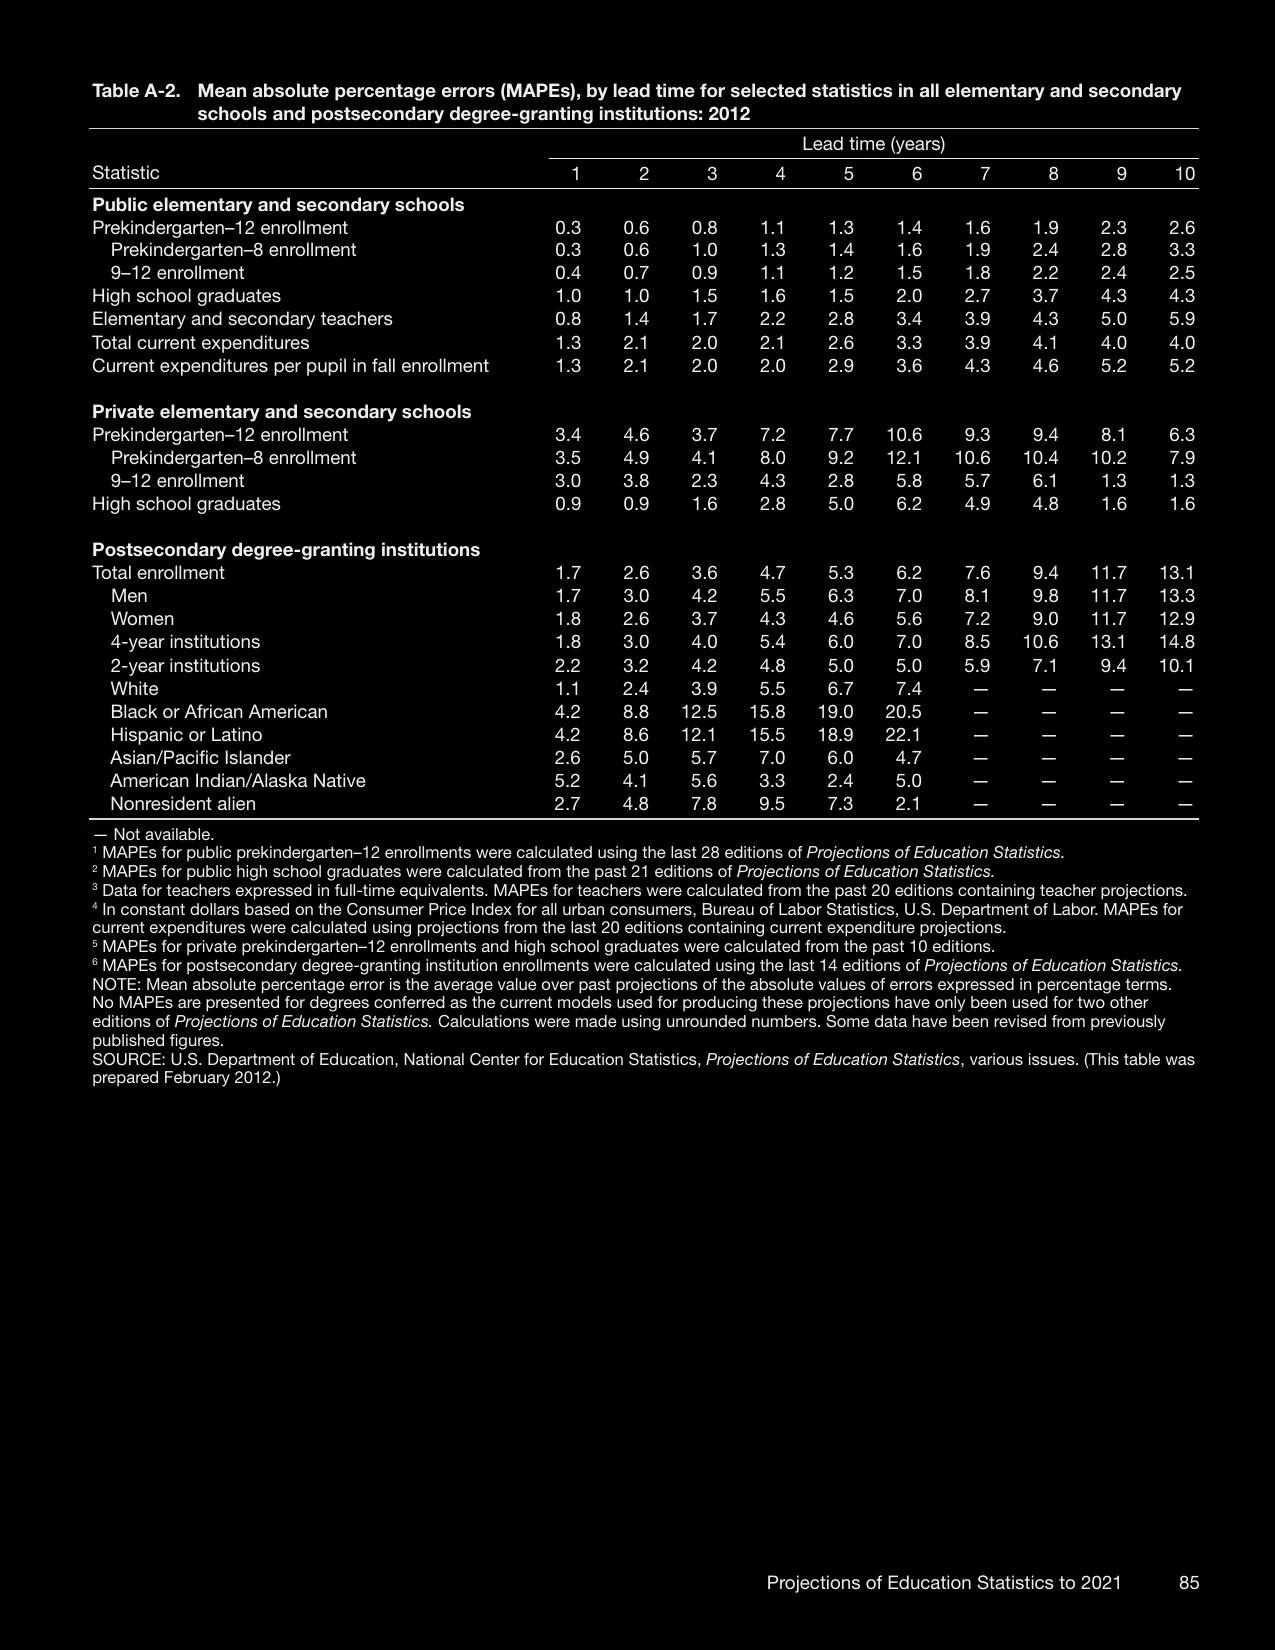 Table A-2. Mean absolute percentage errors (MAPEs), by lead time for selected statistics in all elementary and secondary
schools and postsecondary degree-granting institutions: 2012
Lead time (years)
Statistic 1 2 3 4 5 6 7 8 9 10
Public elementary and secondary schools
Prekindergarten–12 enrollment 0.3 0.6 0.8 1.1 1.3 1.4 1.6 1.9 2.3 2.6
Prekindergarten–8 enrollment 0.3 0.6 1.0 1.3 1.4 1.6 1.9 2.4 2.8 3.3
9–12 enrollment 0.4 0.7 0.9 1.1 1.2 1.5 1.8 2.2 2.4 2.5
High school graduates 1.0 1.0 1.5 1.6 1.5 2.0 2.7 3.7 4.3 4.3
Elementary and secondary teachers 0.8 1.4 1.7 2.2 2.8 3.4 3.9 4.3 5.0 5.9
Total current expenditures 1.3 2.1 2.0 2.1 2.6 3.3 3.9 4.1 4.0 4.0
Current expenditures per pupil in fall enrollment 1.3 2.1 2.0 2.0 2.9 3.6 4.3 4.6 5.2 5.2
Private elementary and secondary schools
Prekindergarten–12 enrollment 3.4 4.6 3.7 7.2 7.7 10.6 9.3 9.4 8.1 6.3
Prekindergarten–8 enrollment 3.5 4.9 4.1 8.0 9.2 12.1 10.6 10.4 10.2 7.9
9–12 enrollment 3.0 3.8 2.3 4.3 2.8 5.8 5.7 6.1 1.3 1.3
High school graduates 0.9 0.9 1.6 2.8 5.0 6.2 4.9 4.8 1.6 1.6
Postsecondary degree-granting institutions
Total enrollment 1.7 2.6 3.6 4.7 5.3 6.2 7.6 9.4 11.7 13.1
Men 1.7 3.0 4.2 5.5 6.3 7.0 8.1 9.8 11.7 13.3
Women 1.8 2.6 3.7 4.3 4.6 5.6 7.2 9.0 11.7 12.9
4-year institutions 1.8 3.0 4.0 5.4 6.0 7.0 8.5 10.6 13.1 14.8
2-year institutions 2.2 3.2 4.2 4.8 5.0 5.0 5.9 7.1 9.4 10.1
White 1.1 2.4 3.9 5.5 6.7 7.4 — — — —
Black or African American 4.2 8.8 12.5 15.8 19.0 20.5 — — — —
Hispanic or Latino 4.2 8.6 12.1 15.5 18.9 22.1 — — — —
Asian/Pacific Islander 2.6 5.0 5.7 7.0 6.0 4.7 — — — —
American Indian/Alaska Native 5.2 4.1 5.6 3.3 2.4 5.0 — — — —
Nonresident alien 2.7 4.8 7.8 9.5 7.3 2.1 — — — —
— Not available.
¹ MAPEs for public prekindergarten–12 enrollments were calculated using the last 28 editions of Projections of Education Statistics.
² MAPEs for public high school graduates were calculated from the past 21 editions of Projections of Education Statistics.
³ Data for teachers expressed in full-time equivalents. MAPEs for teachers were calculated from the past 20 editions containing teacher projections.
⁴ In constant dollars based on the Consumer Price Index for all urban consumers, Bureau of Labor Statistics, U.S. Department of Labor. MAPEs for
current expenditures were calculated using projections from the last 20 editions containing current expenditure projections.
⁵ MAPEs for private prekindergarten–12 enrollments and high school graduates were calculated from the past 10 editions.
⁶ MAPEs for postsecondary degree-granting institution enrollments were calculated using the last 14 editions of Projections of Education Statistics.
NOTE: Mean absolute percentage error is the average value over past projections of the absolute values of errors expressed in percentage terms.
No MAPEs are presented for degrees conferred as the current models used for producing these projections have only been used for two other
editions of Projections of Education Statistics. Calculations were made using unrounded numbers. Some data have been revised from previously
published figures.
SOURCE: U.S. Department of Education, National Center for Education Statistics, Projections of Education Statistics, various issues. (This table was
prepared February 2012.)
Projections of Education Statistics to 2021 85